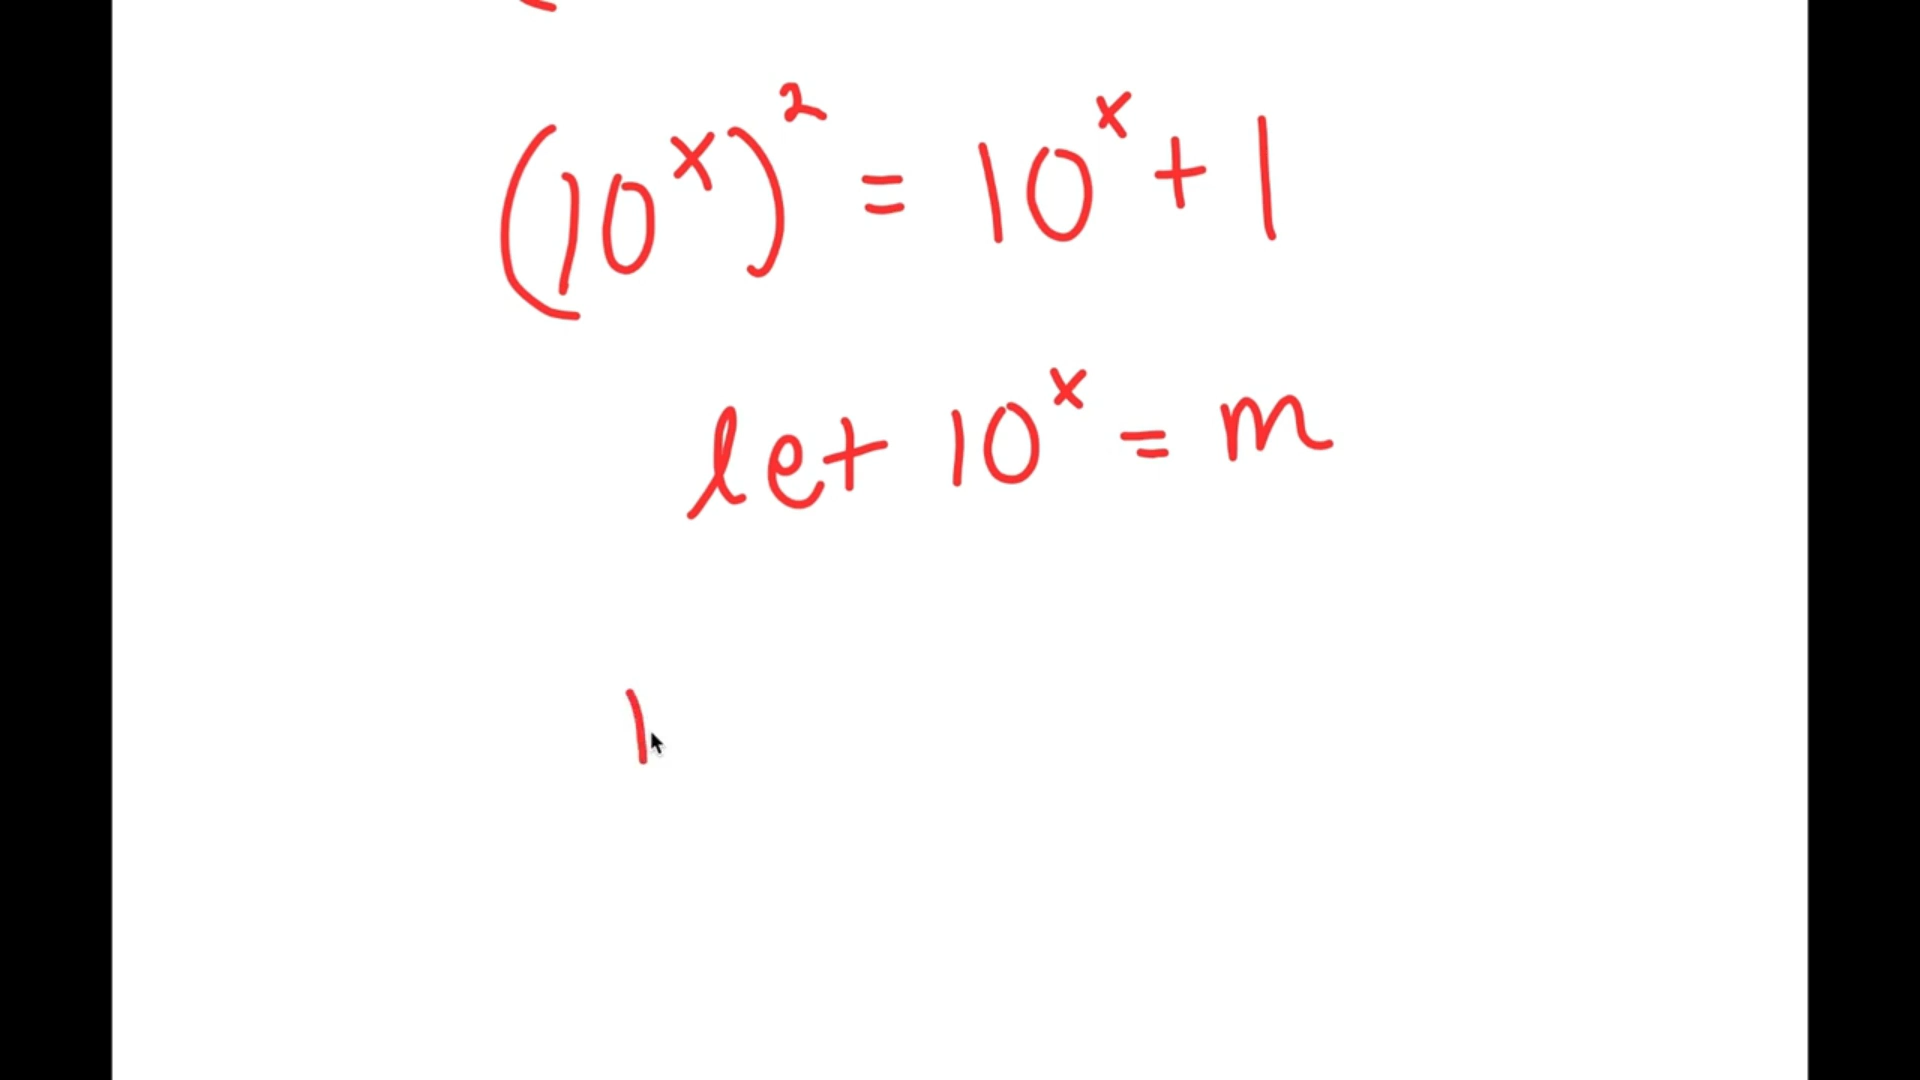 (10^x)^2 = 10^x + 1
let 10^x = m